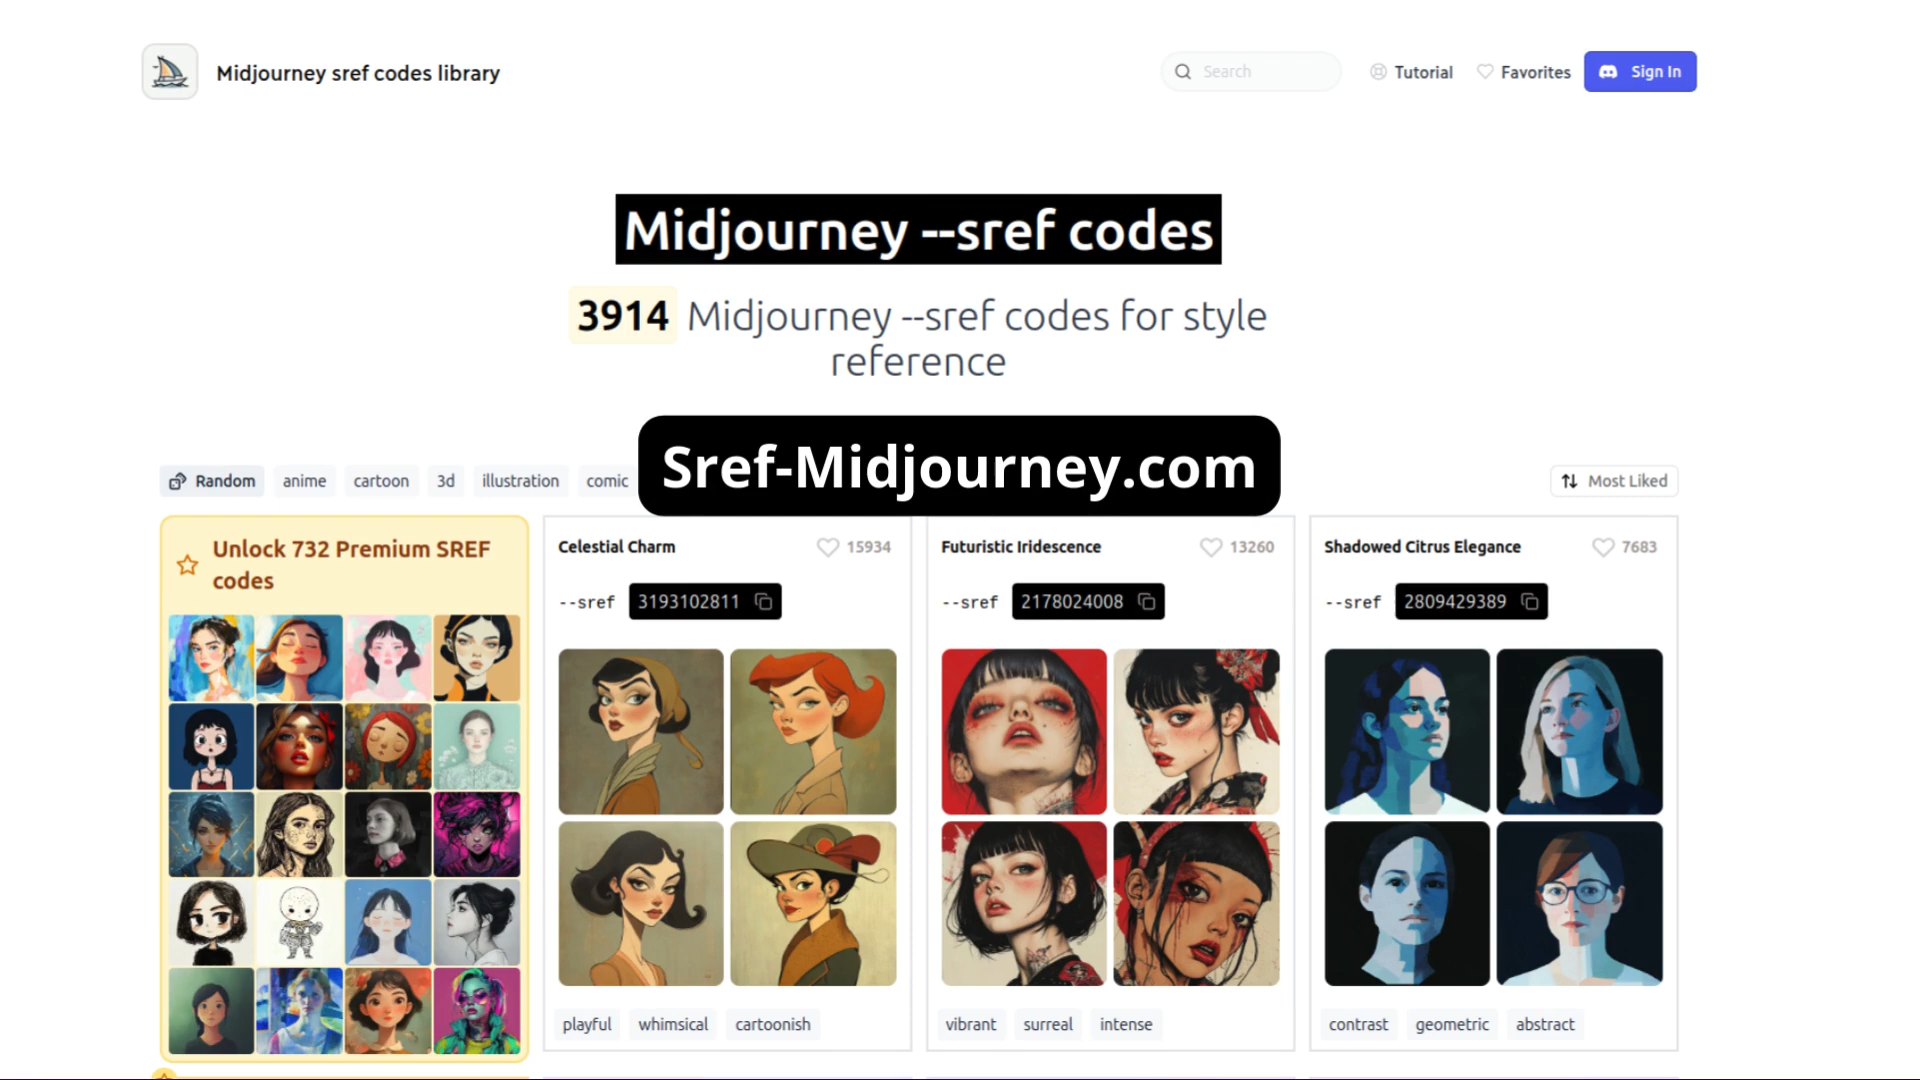 Midjourney sref codes library
Search
Tutorial
Favorites
Sign In
Midjourney --sref codes
3914 Midjourney --sref codes for style
reference
Sref-Midjourney.com
Random
anime
cartoon
3d
illustration
comic
Most Liked
Unlock 732 Premium SREF
codes
Celestial Charm
15934
--sref 3193102811
playful
whimsical
cartoonish
Futuristic Iridescence
13260
--sref 2178024008
vibrant
surreal
intense
Shadowed Citrus Elegance
7683
--sref 2809429389
contrast
geometric
abstract